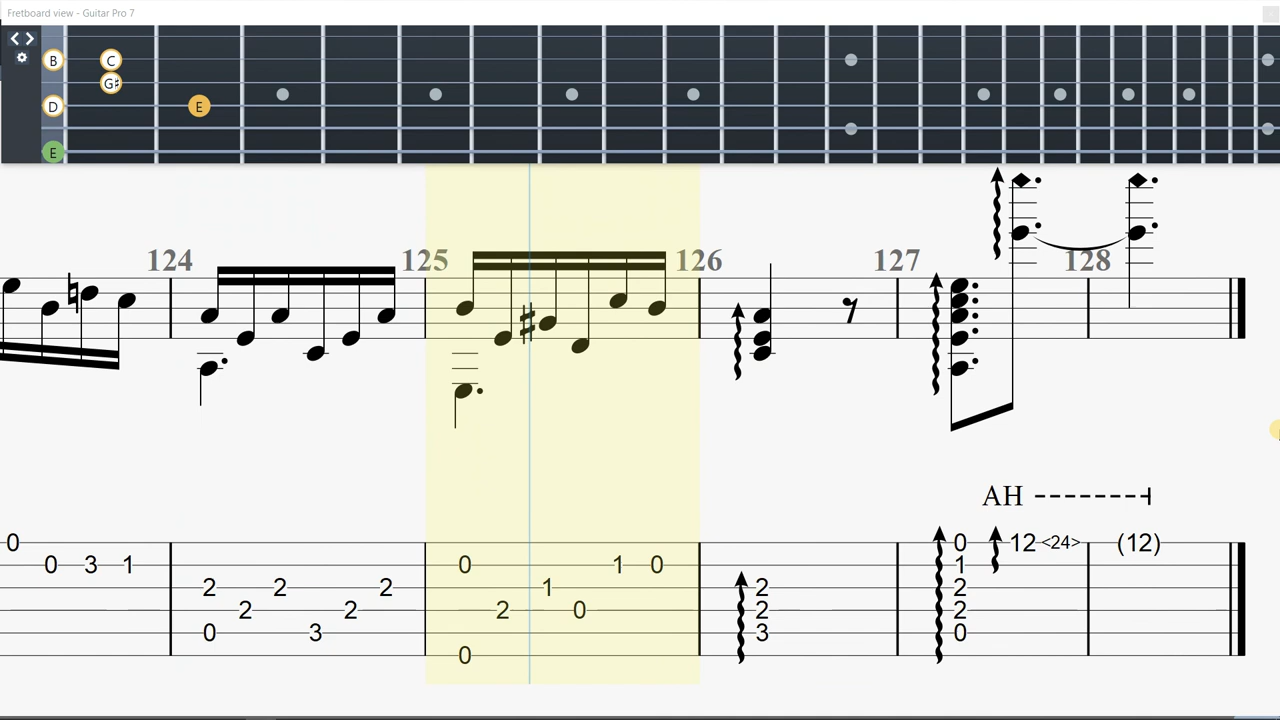 Fretboard view - Guitar Pro 7
B C
G♯
D E
E
124 125 126 127 128
AH
0 0 12 <24> (12)
0 3 1 0 1 0 1
2 2 2 1 2 2
2 2 2 0 2 2
0 3 3 0
0